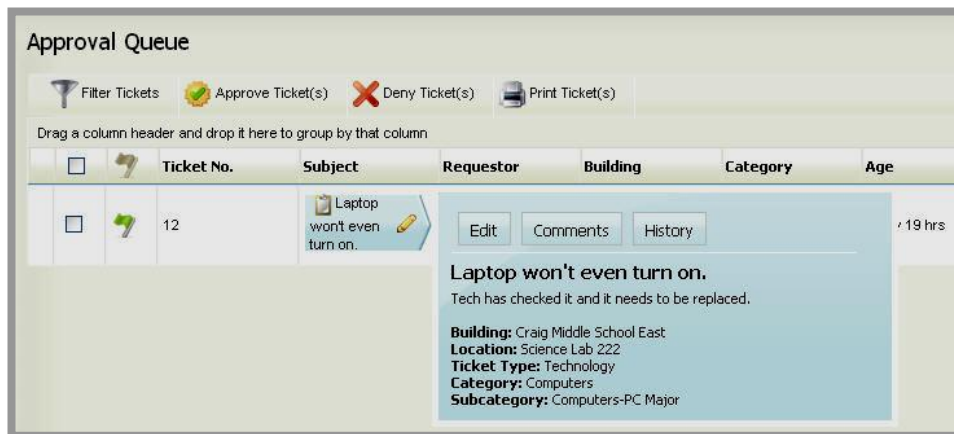 Approval Queue
Filter Tickets Approve Ticket(s) Deny Ticket(s) Print Ticket(s)
Drag a column header and drop it here to group by that column
Ticket No. Subject Requestor Building Category Age
12 Laptop won't even turn on. 19 hrs
Edit Comments History
Laptop won't even turn on.
Tech has checked it and it needs to be replaced.
Building: Craig Middle School East
Location: Science Lab 222
Ticket Type: Technology
Category: Computers
Subcategory: Computers-PC Major